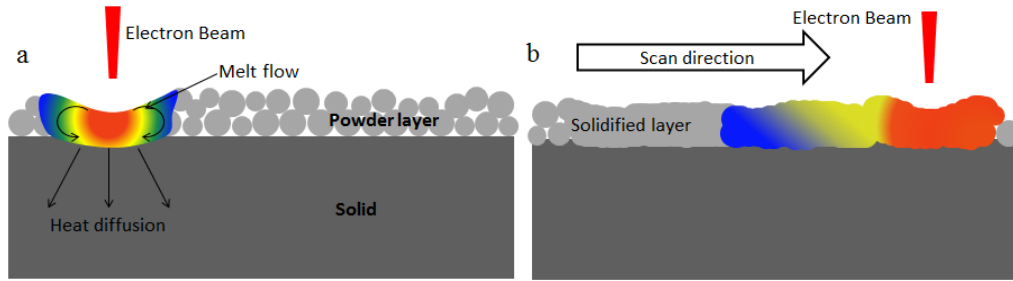 a
Electron Beam
Melt flow
Powder layer
Solid
Heat diffusion
b
Electron Beam
Scan direction
Solidified layer